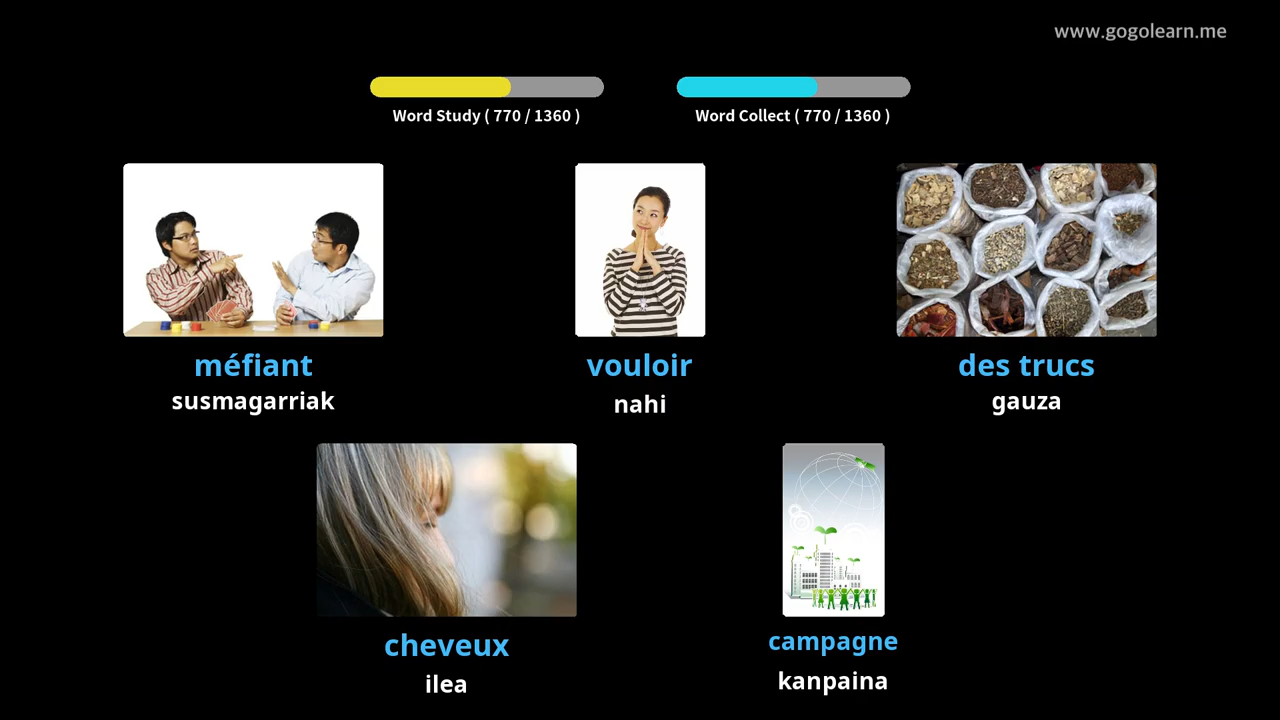 www.gogolearn.me
Word Study ( 770 / 1360 )
Word Collect ( 770 / 1360 )
méfiant
susmagarriak
vouloir
nahi
des trucs
gauza
cheveux
ilea
campagne
kanpaina